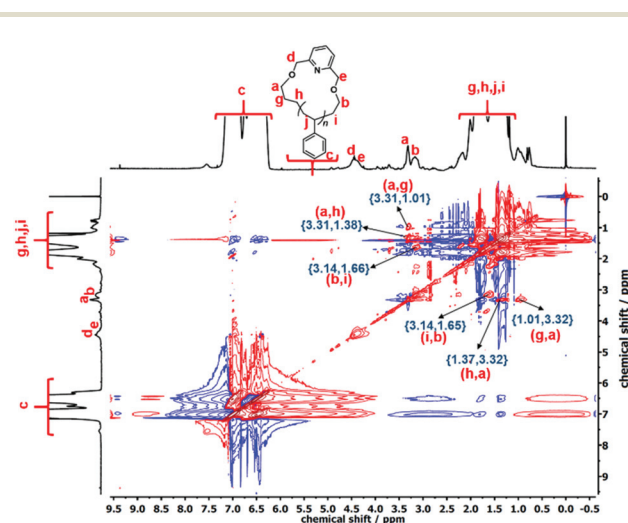 d
N
e
a
O
O
g
h
b
j
n
i
c
c
g,h,j,i
d
e
a
b
(a,g)
{3.31,1.01}
(a,h)
{3.31,1.38}
{3.14,1.66}
(b,i)
{3.14,1.65}
(i,b)
{1.37,3.32}
(h,a)
{1.01,3.32}
(g,a)
g,h,j,i
a b
d e
c
0
1
2
3
4
5
6
7
8
9
chemical shift / ppm
9.5 9.0 8.5 8.0 7.5 7.0 6.5 6.0 5.5 5.0 4.5 4.0 3.5 3.0 2.5 2.0 1.5 1.0 0.5 0.0 -0.5
chemical shift / ppm